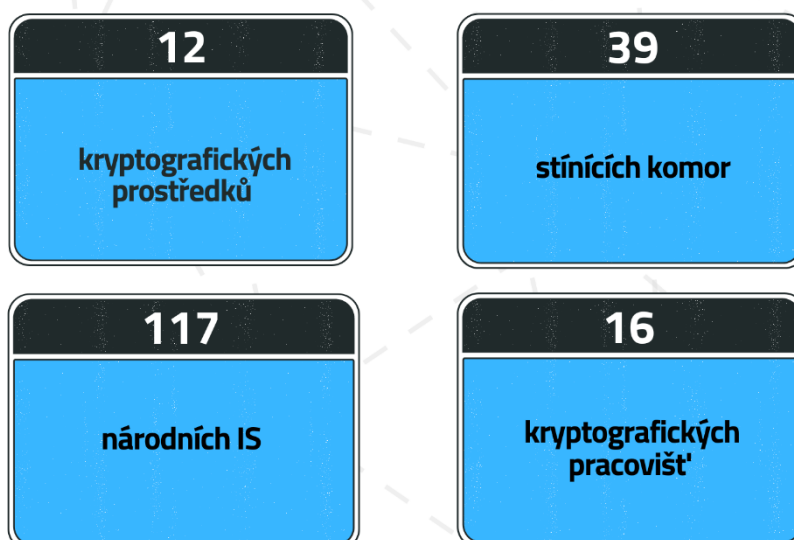 12
kryptografických
prostředků
39
stínících komor
117
národních IS
16
kryptografických
pracovišť